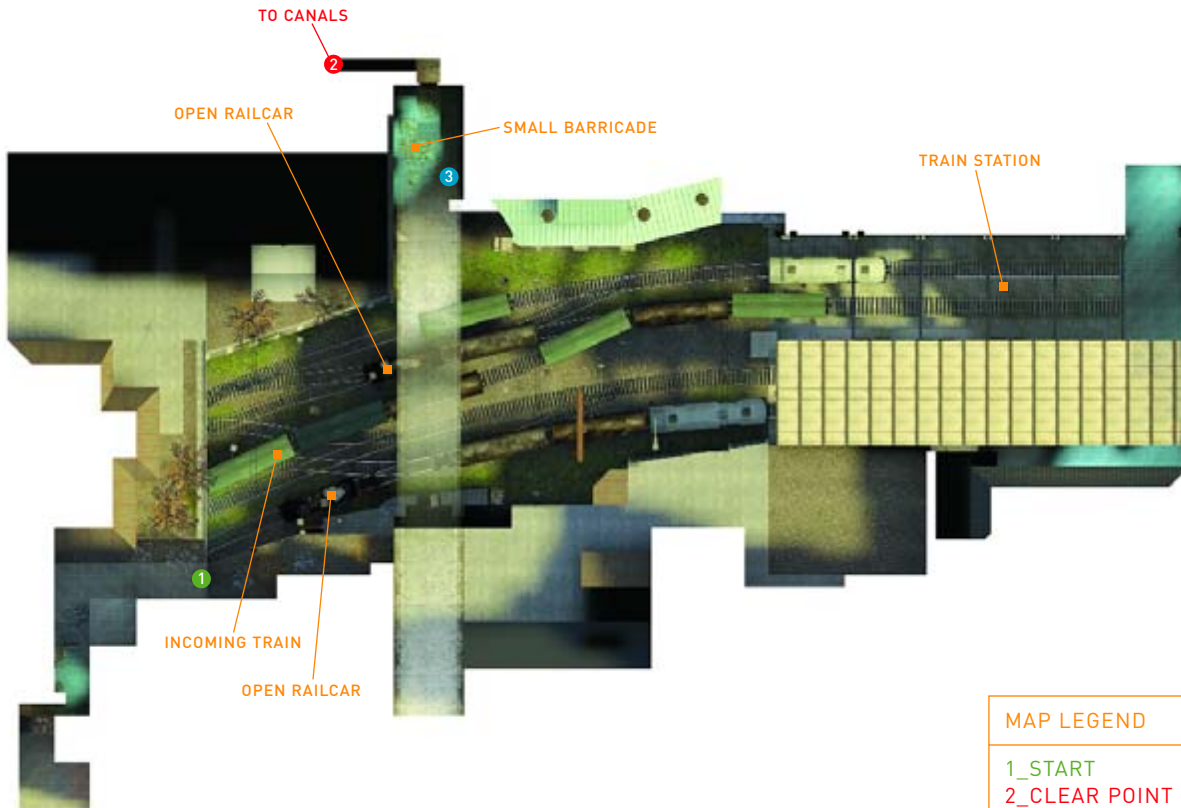 TO CANALS
2
OPEN RAILCAR
SMALL BARRICADE
3
TRAIN STATION
1
INCOMING TRAIN
OPEN RAILCAR
MAP LEGEND
1_START
2_CLEAR POINT